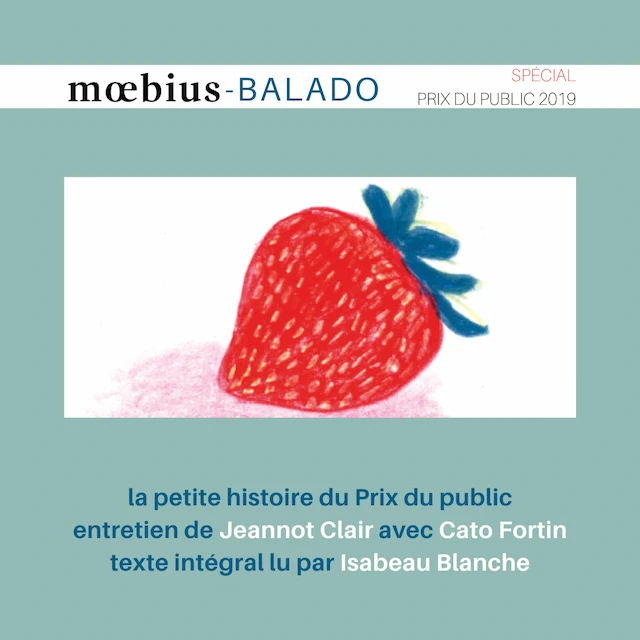 mœbius-BALADO
SPÉCIAL
PRIX DU PUBLIC 2019
la petite histoire du Prix du public
entretien de Jeannot Clair avec Cato Fortin
texte intégral lu par Isabeau Blanche